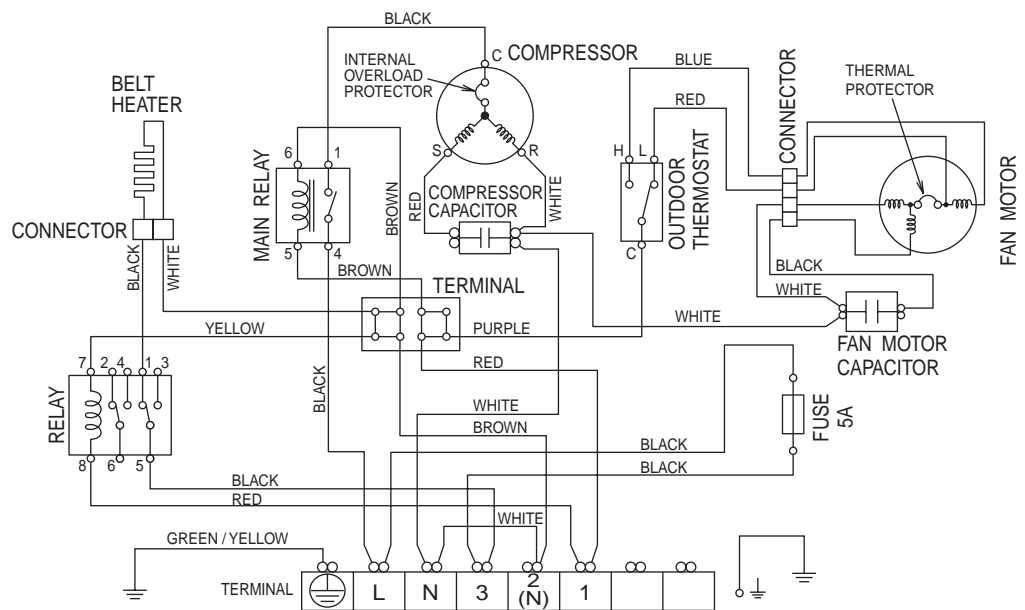 BLACK
C COMPRESSOR
INTERNAL
OVERLOAD
PROTECTOR
BLUE
RED
CONNECTOR
THERMAL
PROTECTOR
BELT
HEATER
6
1
S
R
H
L
MAIN RELAY
BROWN
RED
COMPRESSOR
CAPACITOR
WHITE
OUTDOOR
THERMOSTAT
FAN MOTOR
CONNECTOR
BLACK
WHITE
5
4
BROWN
C
BLACK
WHITE
TERMINAL
YELLOW
PURPLE
WHITE
FAN MOTOR
CAPACITOR
7 2 4 1 3
RED
RELAY
BLACK
WHITE
BROWN
BLACK
FUSE
5A
8
6
5
BLACK
BLACK
RED
WHITE
GREEN / YELLOW
TERMINAL
L
N
3
2
(N)
1